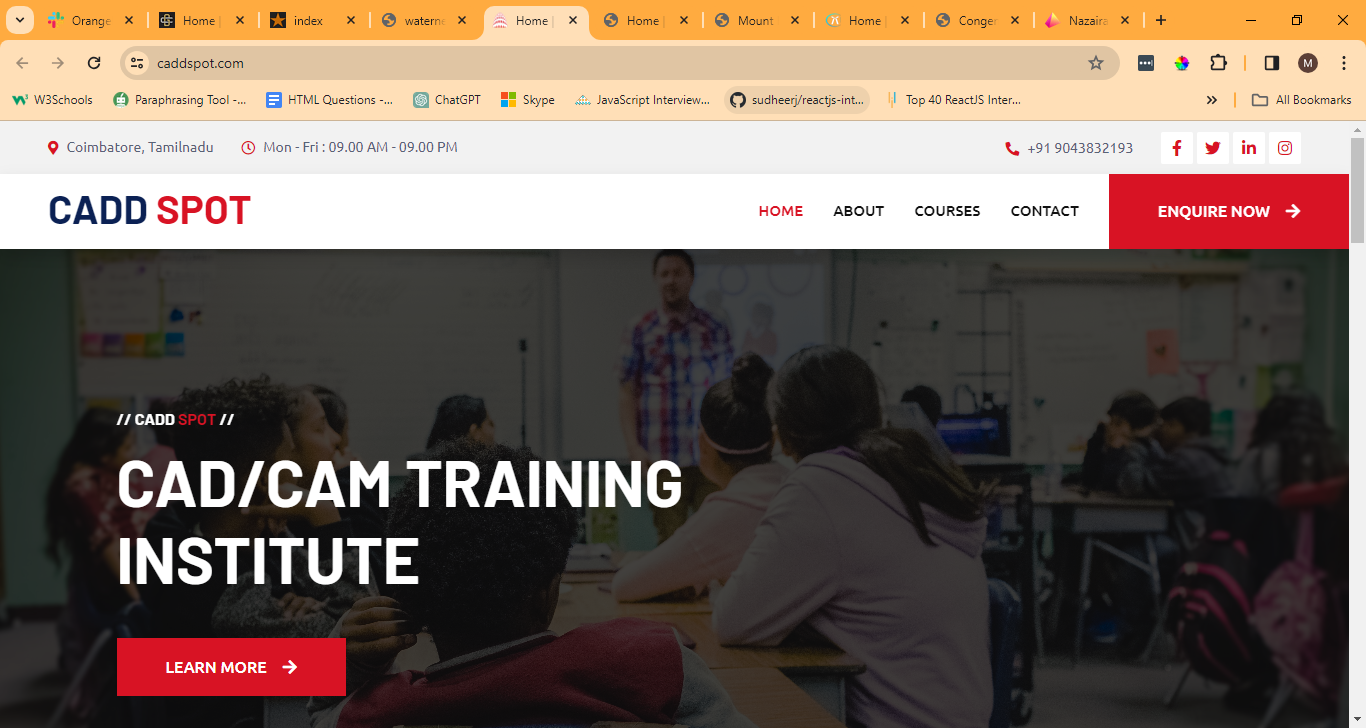 Orange
Home |
index
waterne
Home |
Home |
Mount
Home |
Conger
Nazaira
caddspot.com
M
W3Schools
Paraphrasing Tool -...
HTML Questions -...
ChatGPT
Skype
JavaScript Interview...
sudheerj/reactjs-int...
Top 40 ReactJS Inter...
All Bookmarks
Coimbatore, Tamilnadu
Mon - Fri : 09.00 AM - 09.00 PM
+91 9043832193
CADD SPOT
HOME
ABOUT
COURSES
CONTACT
ENQUIRE NOW
// CADD SPOT //
CAD/CAM TRAINING
INSTITUTE
LEARN MORE